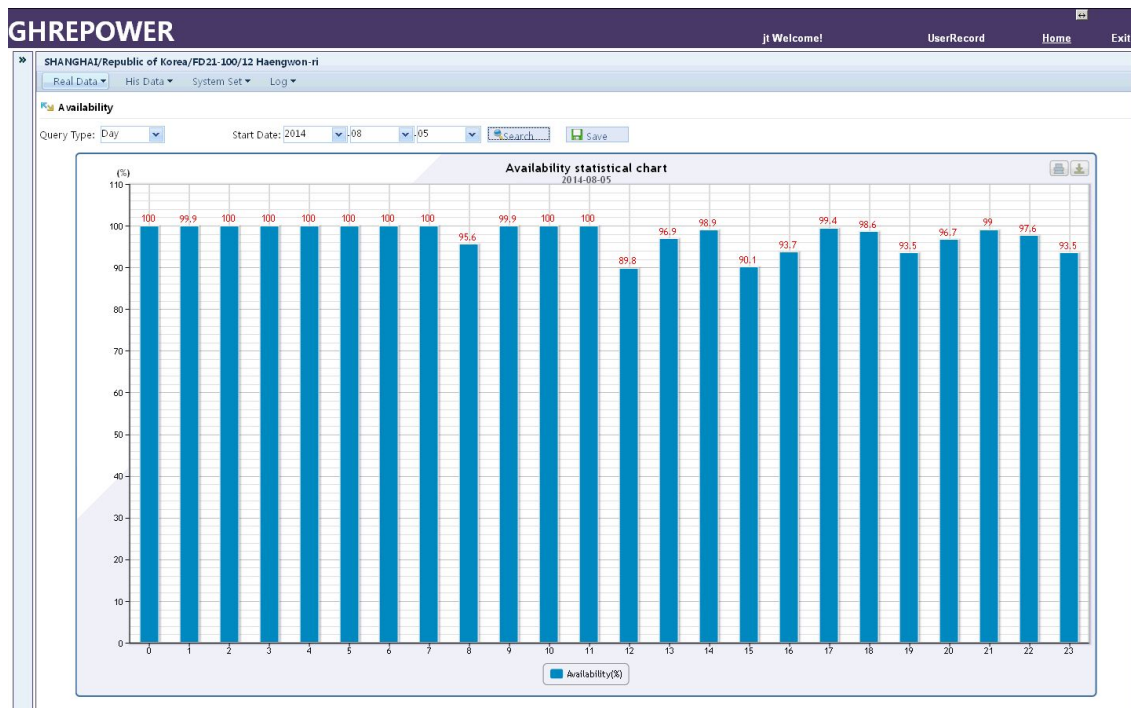 GHREPOWER
jt Welcome! UserRecord Home Exit
» SHANGHAI/Republic of Korea/FD21-100/12 Haengwon-ri
Real Data His Data System Set Log
Availability
Query Type: Day Start Date: 2014 -08 -05 Search Save
Availability statistical chart
2014-08-05
(%)
110
100
90
80
70
60
50
40
30
20
10
0
100 99,9 100 100 100 100 100 100 95,6 99,9 100 100 89,8 96,9 98,9 90,1 93,7 99,4 98,6 93,5 96,7 99 97,6 93,5
0 1 2 3 4 5 6 7 8 9 10 11 12 13 14 15 16 17 18 19 20 21 22 23
Availability(%)